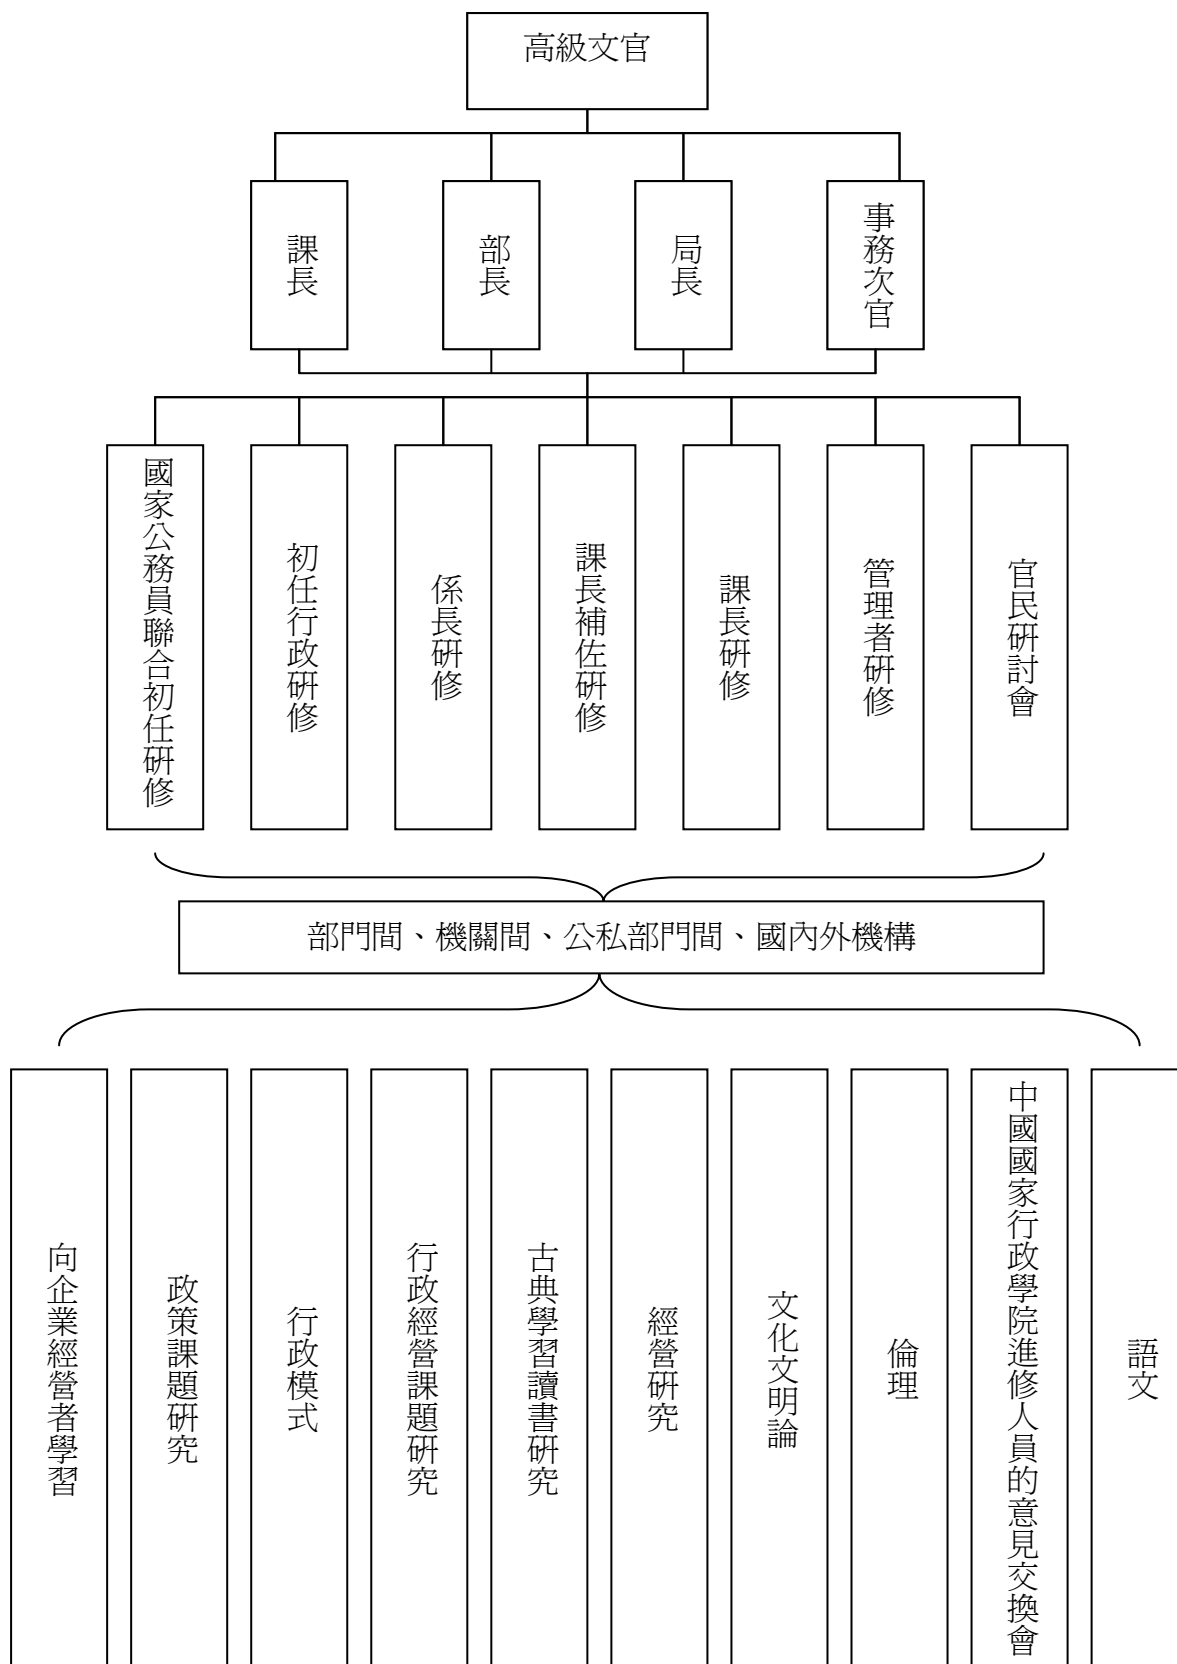 高級文官
課長
部長
局長
事務次官
國家公務員聯合初任研修
初任行政研修
係長研修
課長補佐研修
課長研修
管理者研修
官民研討會
部門間、機關間、公私部門間、國內外機構
向企業經營者學習
政策課題研究
行政模式
行政經營課題研究
古典學習讀書研究
經營研究
文化文明論
倫理
中國國家行政學院進修人員的意見交換會
語文